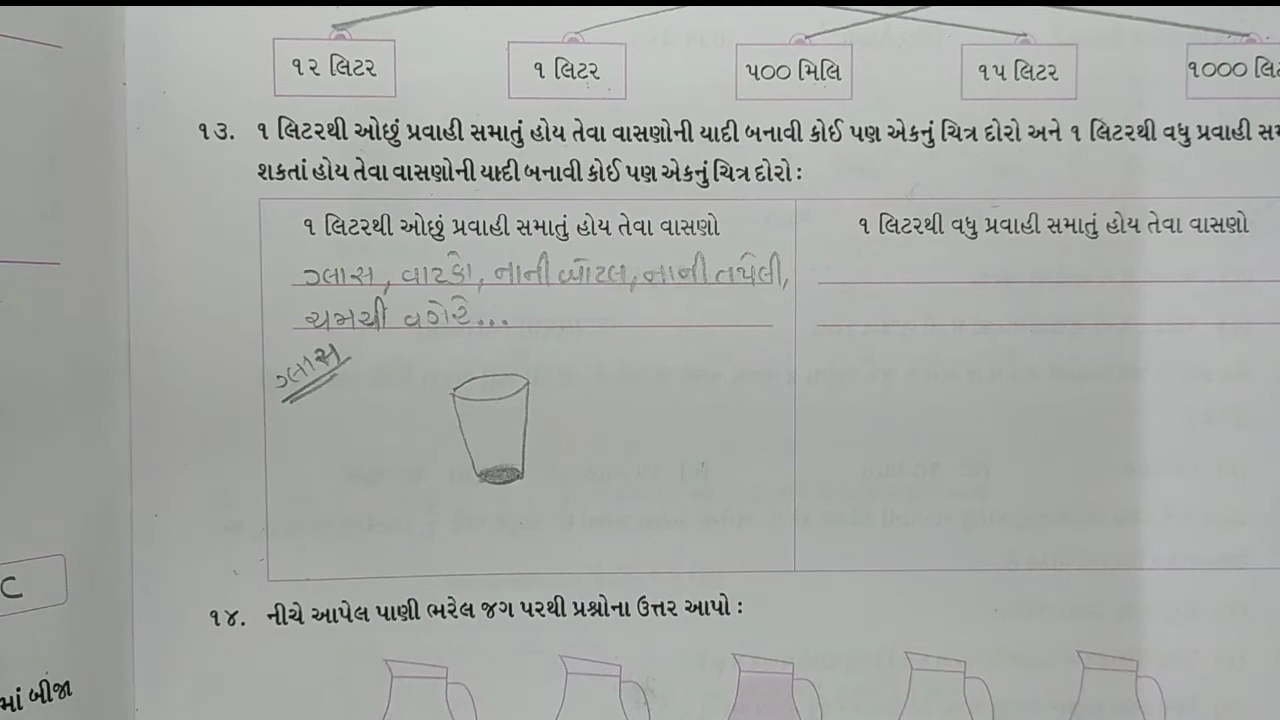 ૧૨ લિટર
૧ લિટર
૫૦૦ મિલિ
૧૫ લિટર
૧૦૦૦ લિ
૧૩. ૧ લિટરથી ઓછું પ્રવાહી સમાતું હોય તેવા વાસણોની યાદી બનાવી કોઈ પણ એકનું ચિત્ર દોરો અને ૧ લિટરથી વધુ પ્રવાહી
શકતાં હોય તેવા વાસણોની યાદી બનાવી કોઈ પણ એકનું ચિત્ર દોરો :
૧ લિટરથી ઓછું પ્રવાહી સમાતું હોય તેવા વાસણો
ગ્લાસ, વાટકો, નાની બોટલ, નાની તપેલી,
ચમચી વગેરે...
ગ્લાસ
૧ લિટરથી વધુ પ્રવાહી સમાતું હોય તેવા વાસણો
૧૪. નીચે આપેલ પાણી ભરેલ જગ પરથી પ્રશ્નોના ઉત્તર આપો :
C
માં બીજા